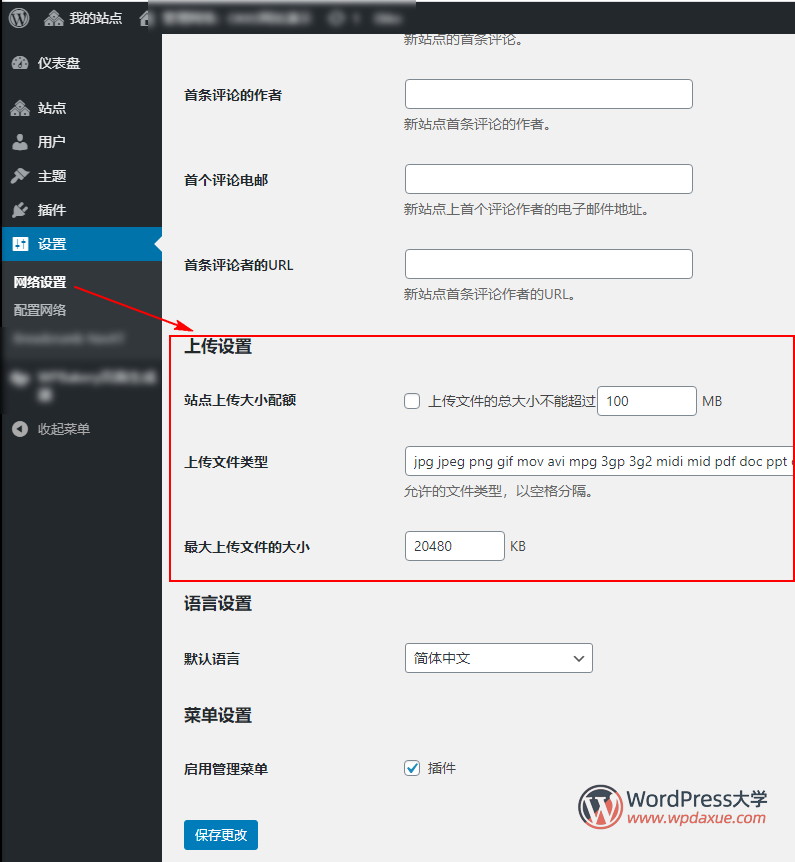 我的站点
仪表盘
站点
用户
主题
插件
设置
网络设置
配置网络
收起菜单
新站点的首条评论。
首条评论的作者
新站点首条评论的作者。
首个评论电邮
新站点上首个评论作者的电子邮件地址。
首条评论者的URL
新站点首条评论作者的URL。
上传设置
站点上传大小配额 上传文件的总大小不能超过 100 MB
上传文件类型 jpg jpeg png gif mov avi mpg 3gp 3g2 midi mid pdf doc ppt
允许的文件类型，以空格分隔。
最大上传文件的大小 20480 KB
语言设置
默认语言 简体中文
菜单设置
启用管理菜单 插件
保存更改
WordPress大学
www.wpdaxue.com